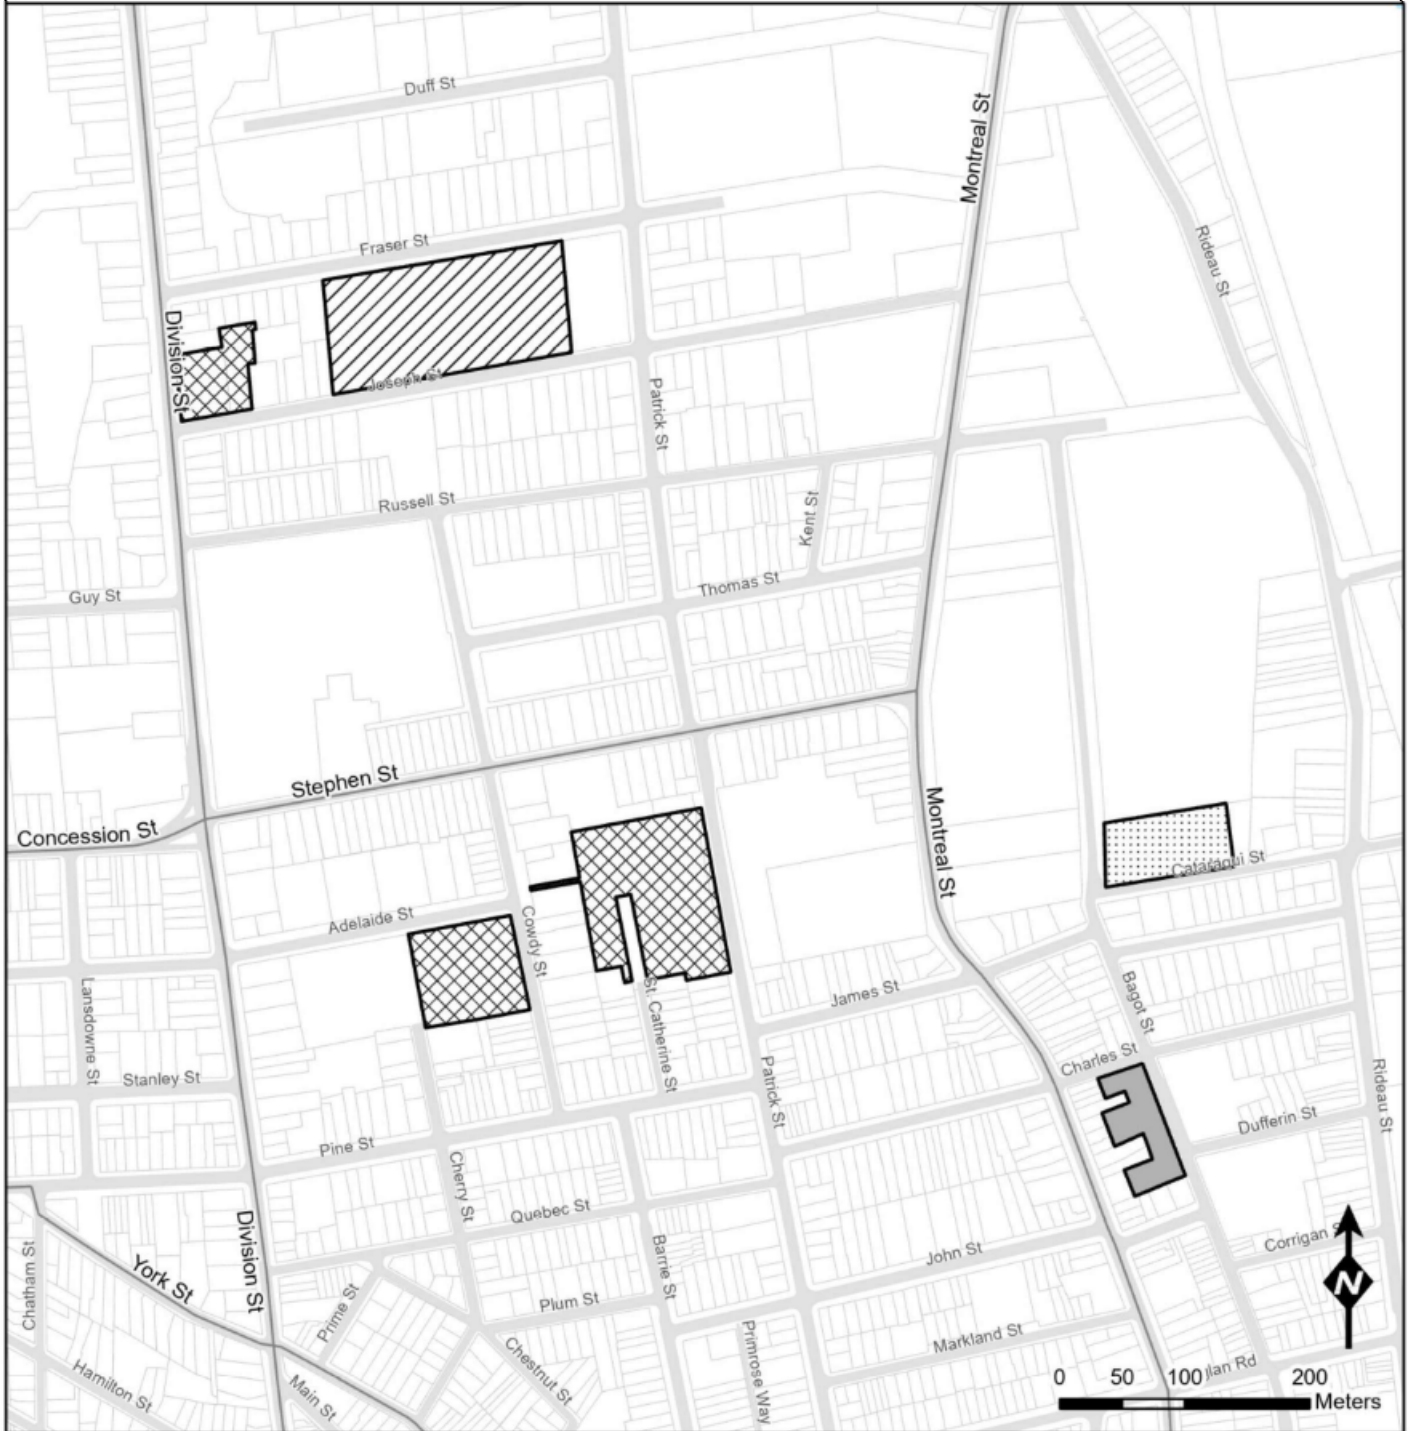 Duff St
Montreal St
Fraser St
Rideau St
Division St
Joseph St
Patrick St
Russell St
Kent St
Thomas St
Guy St
Stephen St
Concession St
Montreal St
Cataraqui St
Adelaide St
Cowdy St
Lansdowne St
St. Catherine St
James St
Bagot St
Stanley St
Charles St
Patrick St
Rideau St
Dufferin St
Pine St
Cherry St
Quebec St
Division St
Chatham St
York St
Barrie St
John St
Corrigan
N
Prime St
Plum St
Chestnut St
Primrose Way
Markland St
Hamilton St
Main St
Rd
0 50 100 200
Meters